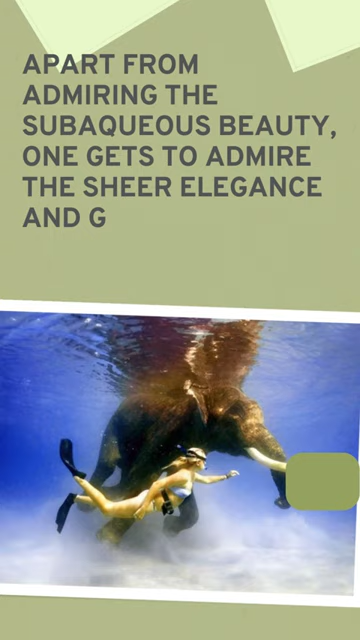 APART FROM
ADMIRING THE
SUBAQUEOUS BEAUTY,
ONE GETS TO ADMIRE
THE SHEER ELEGANCE
AND G